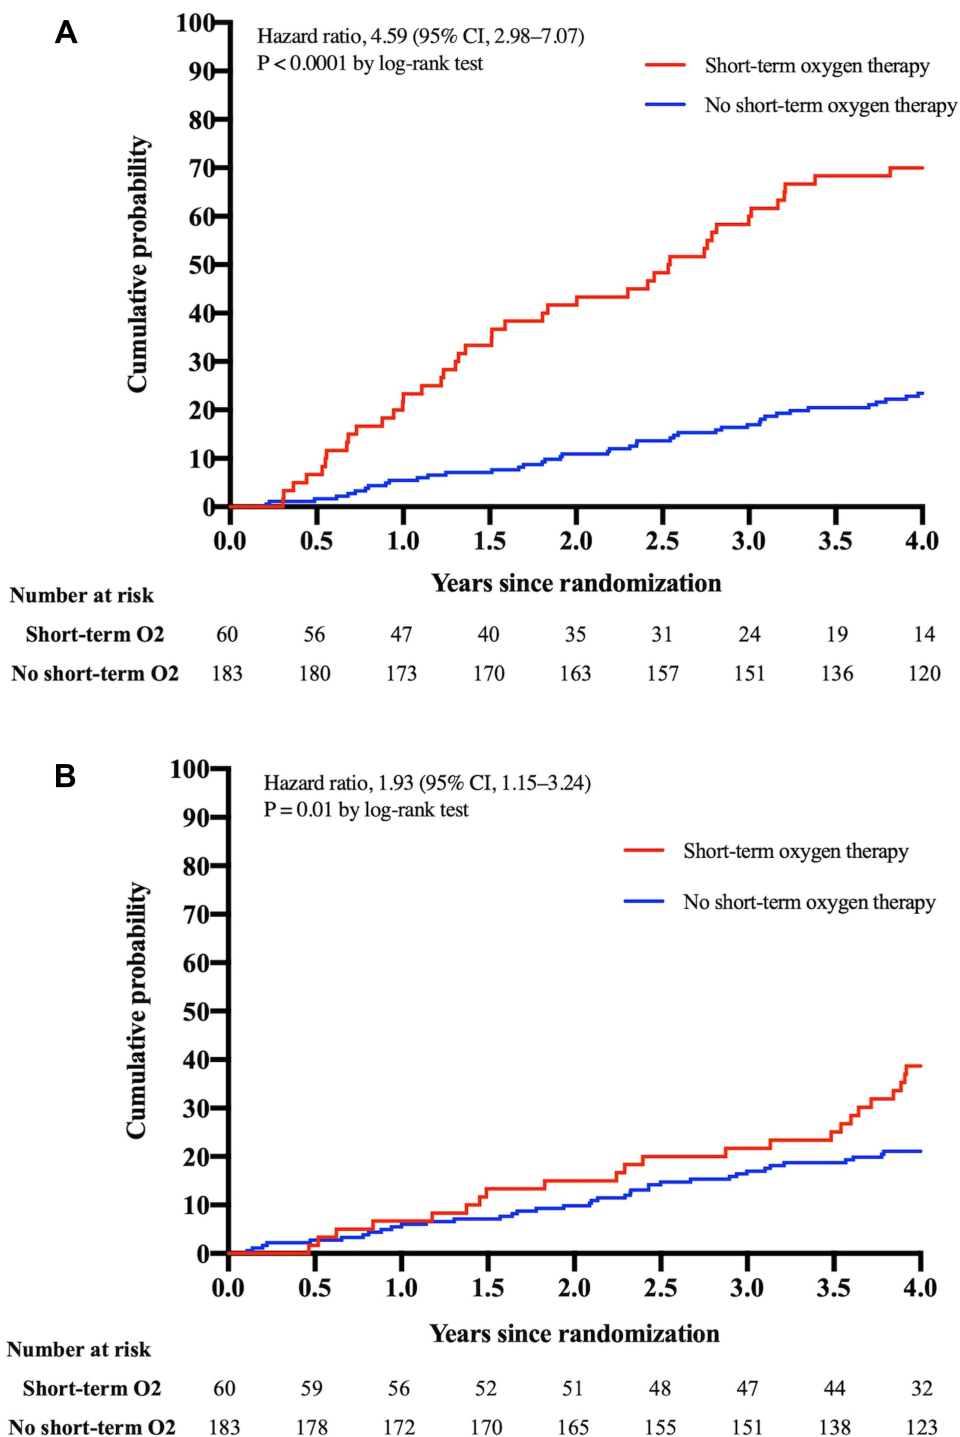 A
Hazard ratio, 4.59 (95% CI, 2.98–7.07)
P < 0.0001 by log-rank test
Short-term oxygen therapy
No short-term oxygen therapy
Cumulative probability
100
90
80
70
60
50
40
30
20
10
0
0.0 0.5 1.0 1.5 2.0 2.5 3.0 3.5 4.0
Years since randomization
Number at risk
Short-term O2 60 56 47 40 35 31 24 19 14
No short-term O2 183 180 173 170 163 157 151 136 120
B
Hazard ratio, 1.93 (95% CI, 1.15–3.24)
P = 0.01 by log-rank test
Short-term oxygen therapy
No short-term oxygen therapy
Cumulative probability
100
90
80
70
60
50
40
30
20
10
0
0.0 0.5 1.0 1.5 2.0 2.5 3.0 3.5 4.0
Years since randomization
Number at risk
Short-term O2 60 59 56 52 51 48 47 44 32
No short-term O2 183 178 172 170 165 155 151 138 123